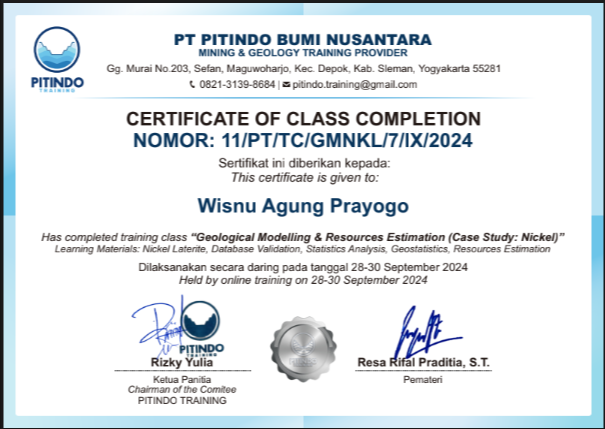 PITINDO
TRAINING
PT PITINDO BUMI NUSANTARA
MINING & GEOLOGY TRAINING PROVIDER
Gg. Murai No.203, Sefan, Maguwoharjo, Kec. Depok, Kab. Sleman, Yogyakarta 55281
0821-3139-8684 | pitindo.training@gmail.com
CERTIFICATE OF CLASS COMPLETION
NOMOR: 11/PT/TC/GMNKL/7/IX/2024
Sertifikat ini diberikan kepada:
This certificate is given to:
Wisnu Agung Prayogo
Has completed training class “Geological Modelling & Resources Estimation (Case Study: Nickel)”
Learning Materials: Nickel Laterite, Database Validation, Statistics Analysis, Geostatistics, Resources Estimation
Dilaksanakan secara daring pada tanggal 28-30 September 2024
Held by online training on 28-30 September 2024
PITINDO
TRAINING
Rizky Yulia
Ketua Panitia
Chairman of the Comitee
PITINDO TRAINING
Resa Rifal Praditia, S.T.
Pemateri